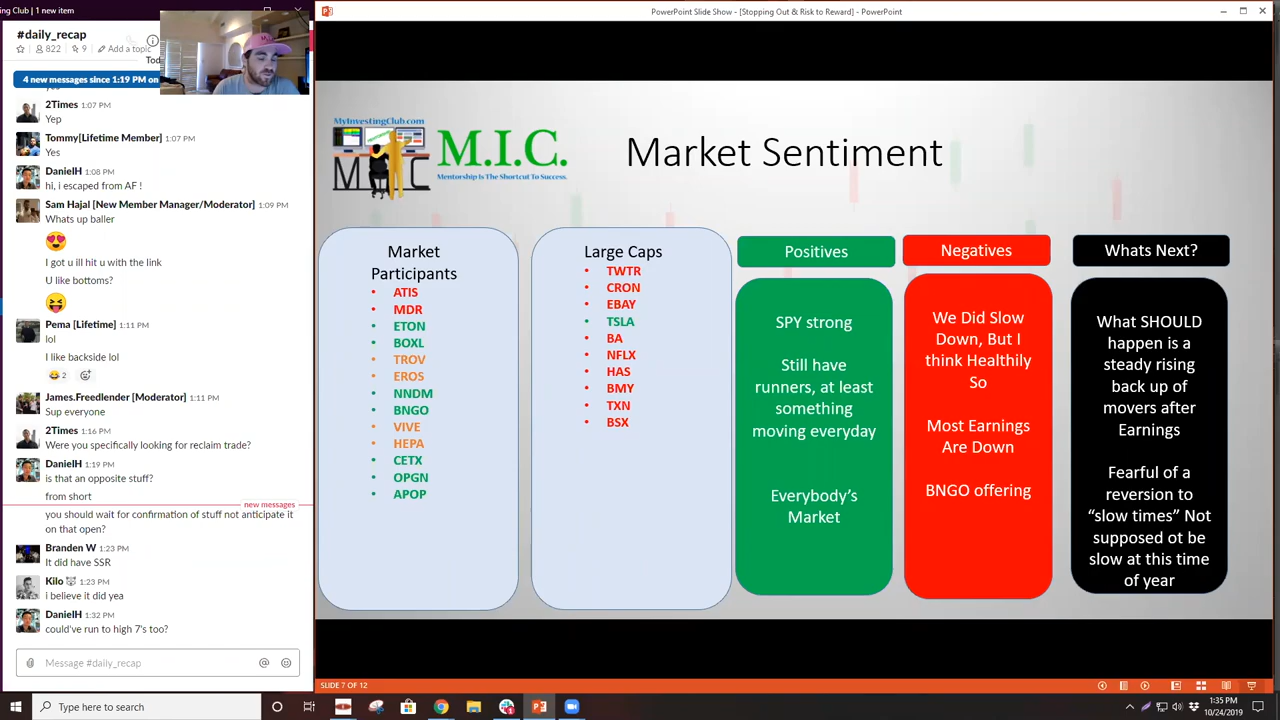 ing Club | 1 new item
#daily_recap
822
9
Add a topic
4 new messages since 1:19 PM on
2Times 1:07 PM
Yep
Tommy[Lifetime Member] 1:07 PM
Yes
DanielH 1:08 PM
hi, i escaped from AF !
Sam Hajal [New Member Manager/Moderator] 1:09 PM
Whats up baller
I got u ill hit u with the link
U like bottoms?
Pema [Lifetime] 1:11 PM
lol
I like backside lol
2
James.Freedlender [Moderator] 1:11 PM
Sup everyone
2Times 1:16 PM
Were you specifically looking for reclaim trade?
DanielH 1:19 PM
is that an opposite stuff?
from short
new messages
you should wait for confirmation of stuff not anticipate it
on that open?
Branden W 1:23 PM
It did have SSR
Kilo 1:23 PM
i believe it did yea
DanielH 1:32 PM
could've run to high 7's too?
Message #daily_recap
PowerPoint Slide Show - [Stopping Out & Risk to Reward] - PowerPoint
MyInvestingClub.com
M.I.C.
Mentorship Is The Shortcut To Success.
Market Sentiment
Market
Participants
ATIS
MDR
ETON
BOXL
TROV
EROS
NNDM
BNGO
VIVE
HEPA
CETX
OPGN
APOP
Large Caps
TWTR
CRON
EBAY
TSLA
BA
NFLX
HAS
BMY
TXN
BSX
Positives
SPY strong
Still have
runners, at least
something
moving everyday
Everybody's
Market
Negatives
We Did Slow
Down, But I
think Healthily
So
Most Earnings
Are Down
BNGO offering
Whats Next?
What SHOULD
happen is a
steady rising
back up of
movers after
Earnings
Fearful of a
reversion to
“slow times” Not
supposed ot be
slow at this time
of year
SLIDE 7 OF 12
Type here to search
1:35 PM
10/24/2019